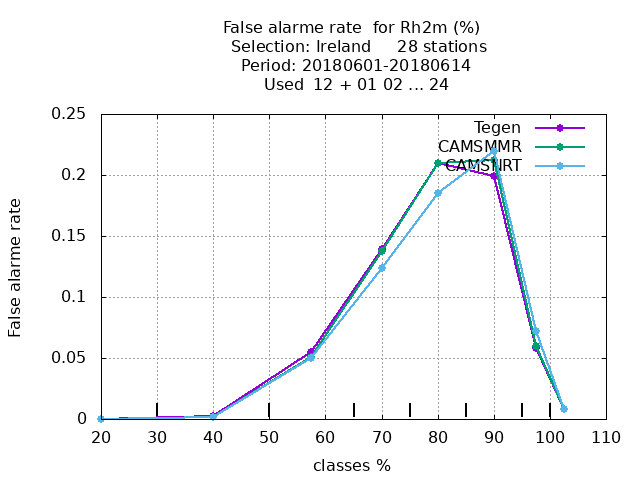 False alarme rate  for Rh2m (%)
Selection: Ireland     28 stations
Period: 20180601-20180614
Used  12 + 01 02 ... 24
Tegen
CAMSMMR
CAMSNRT
False alarme rate
0.25
0.2
0.15
0.1
0.05
0
20 30 40 50 60 70 80 90 100 110
classes %